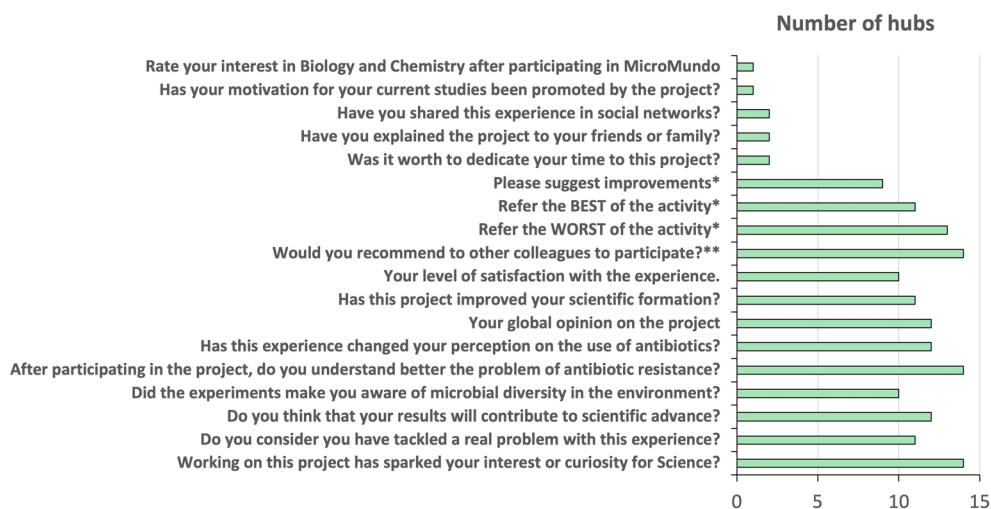 Number of hubs
Rate your interest in Biology and Chemistry after participating in MicroMundo
Has your motivation for your current studies been promoted by the project?
Have you shared this experience in social networks?
Have you explained the project to your friends or family?
Was it worth to dedicate your time to this project?
Please suggest improvements*
Refer the BEST of the activity*
Refer the WORST of the activity*
Would you recommend to other colleagues to participate?**
Your level of satisfaction with the experience.
Has this project improved your scientific formation?
Your global opinion on the project
Has this experience changed your perception on the use of antibiotics?
After participating in the project, do you understand better the problem of antibiotic resistance?
Did the experiments make you aware of microbial diversity in the environment?
Do you think that your results will contribute to scientific advance?
Do you consider you have tackled a real problem with this experience?
Working on this project has sparked your interest or curiosity for Science?
0 5 10 15